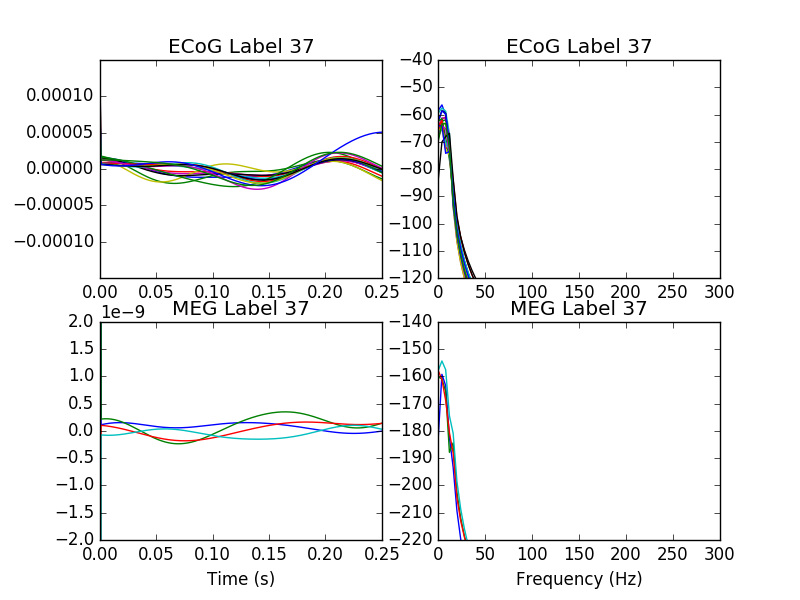 ECoG Label 37
ECoG Label 37
0.00010
0.00005
0.00000
−0.00005
−0.00010
0.00 0.05 0.10 0.15 0.20 0.25
−40
−50
−60
−70
−80
−90
−100
−110
−120
0 50 100 150 200 250 300
MEG Label 37
MEG Label 37
1e−9
2.0
1.5
1.0
0.5
0.0
−0.5
−1.0
−1.5
−2.0
0.00 0.05 0.10 0.15 0.20 0.25
Time (s)
−140
−150
−160
−170
−180
−190
−200
−210
−220
0 50 100 150 200 250 300
Frequency (Hz)